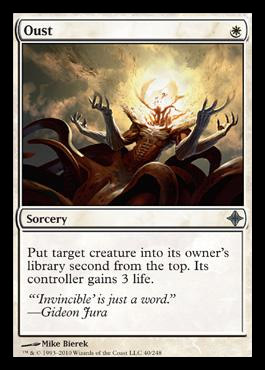 Oust
Sorcery
Put target creature into its owner's
library second from the top. Its
controller gains 3 life.
"'Invincible' is just a word."
—Gideon Jura
Mike Bierek
™ & © 1993–2010 Wizards of the Coast LLC 40/248